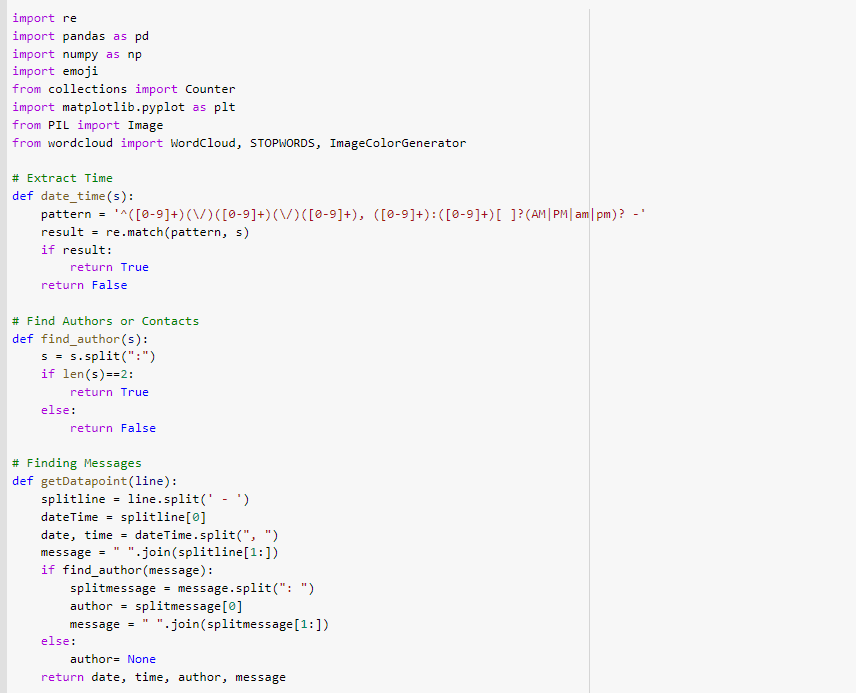 import re
import pandas as pd
import numpy as np
import emoji
from collections import Counter
import matplotlib.pyplot as plt
from PIL import Image
from wordcloud import WordCloud, STOPWORDS, ImageColorGenerator

# Extract Time
def date_time(s):
    pattern = '^([0-9]+)(\/)([0-9]+)(\/)([0-9]+), ([0-9]+):([0-9]+)[ ]?(AM|PM|am|pm)? -'
    result = re.match(pattern, s)
    if result:
        return True
    return False

# Find Authors or Contacts
def find_author(s):
    s = s.split(":")
    if len(s)==2:
        return True
    else:
        return False

# Finding Messages
def getDatapoint(line):
    splitline = line.split(' - ')
    dateTime = splitline[0]
    date, time = dateTime.split(", ")
    message = " ".join(splitline[1:])
    if find_author(message):
        splitmessage = message.split(": ")
        author = splitmessage[0]
        message = " ".join(splitmessage[1:])
    else:
        author= None
    return date, time, author, message